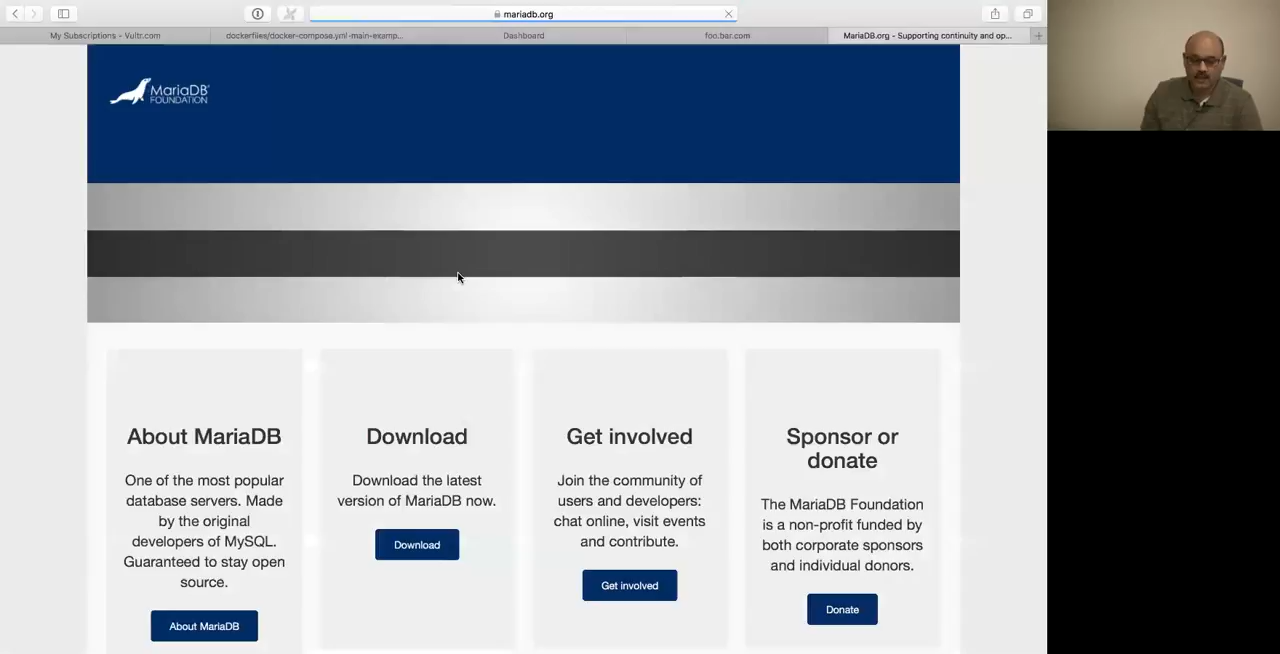 mariadb.org
My Subscriptions - Vultr.com
dockerfiles/docker-compose.yml-main-examp...
Dashboard
foo.bar.com
MariaDB.org - Supporting continuity and op...
MariaDB
FOUNDATION
About MariaDB
One of the most popular
database servers. Made
by the original
developers of MySQL.
Guaranteed to stay open
source.
About MariaDB
Download
Download the latest
version of MariaDB now.
Download
Get involved
Join the community of
users and developers:
chat online, visit events
and contribute.
Get involved
Sponsor or
donate
The MariaDB Foundation
is a non-profit funded by
both corporate sponsors
and individual donors.
Donate